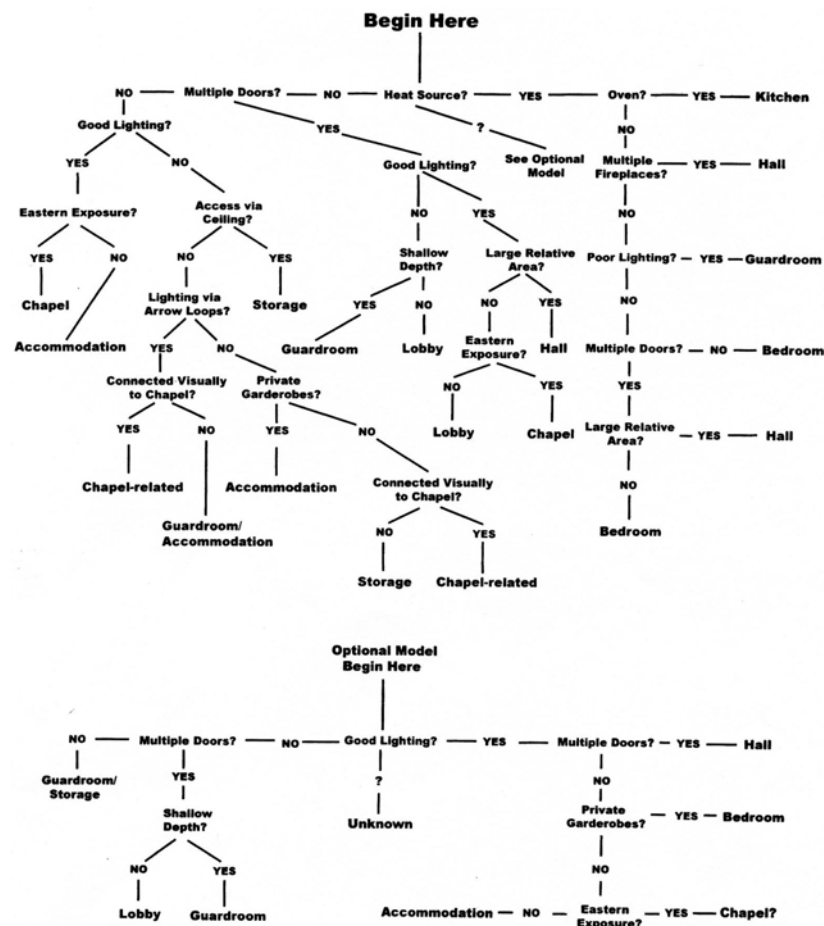 Begin Here
NO Multiple Doors? NO Heat Source? YES Oven? YES Kitchen
Good Lighting? YES ? NO
Good Lighting? See Optional Multiple YES Hall
Model Fireplaces?
YES NO
NO YES NO
Eastern Exposure? Access via
Ceiling?
Shallow Large Relative Poor Lighting? YES Guardroom
Depth? Area?
YES NO NO YES
Chapel Lighting via Storage YES NO NO YES NO
Arrow Loops?
Accommodation Guardroom Lobby Eastern Hall Multiple Doors? NO Bedroom
Exposure?
YES NO
Connected Visually Private NO YES YES
to Chapel? Garderobes?
Lobby Chapel Large Relative YES Hall
Area?
YES NO YES NO
Chapel-related Accommodation Connected Visually NO
to Chapel?
Guardroom/ Bedroom
Accommodation
NO YES
Storage Chapel-related
Optional Model
Begin Here
NO Multiple Doors? NO Good Lighting? YES Multiple Doors? YES Hall
Guardroom/ YES ? NO
Storage
Shallow Unknown Private YES Bedroom
Depth? Garderobes?
NO YES NO
Lobby Guardroom Accommodation NO Eastern YES Chapel?
Exposure?